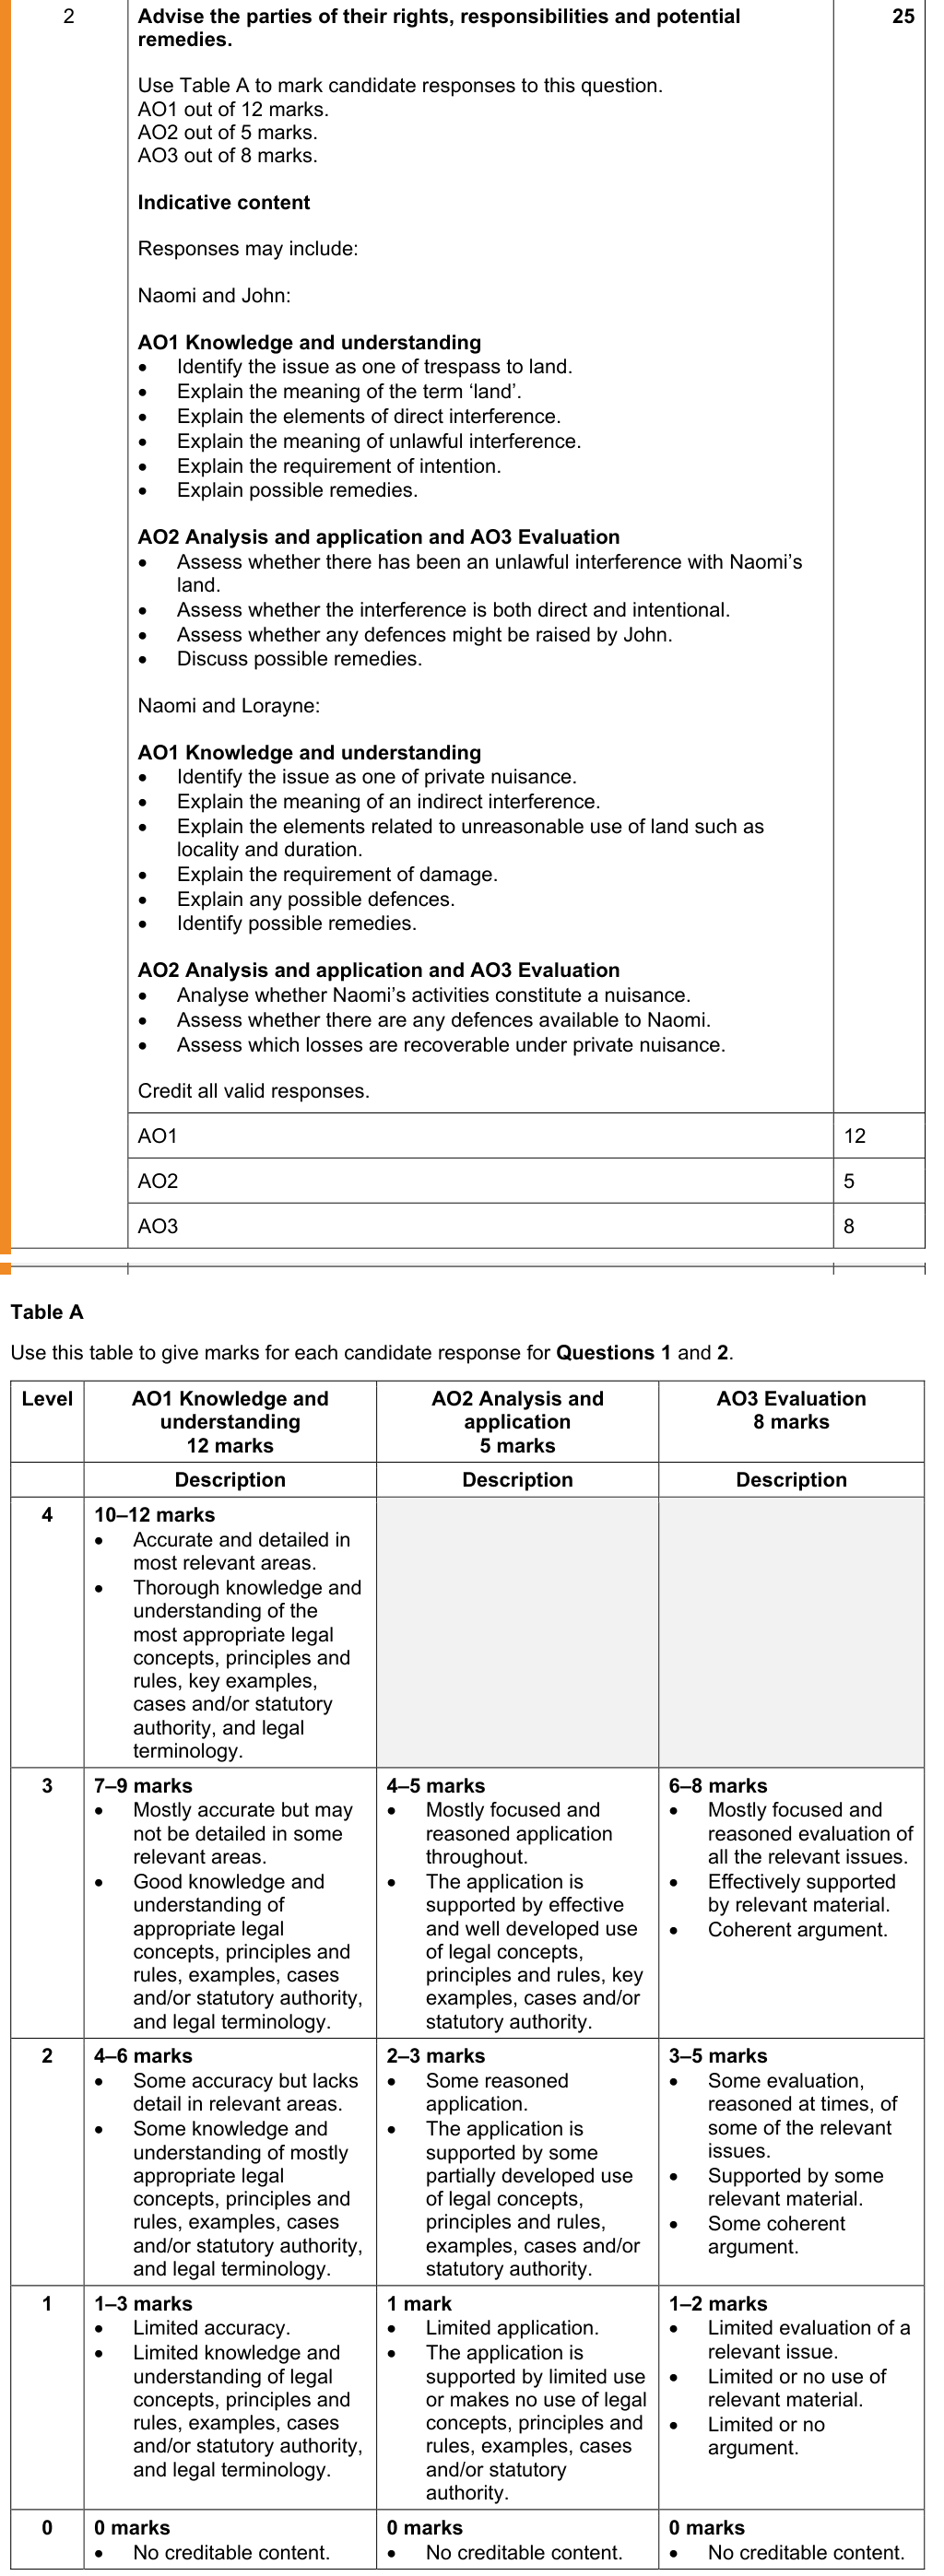 2
Advise the parties of their rights, responsibilities and potential
remedies.
25
Use Table A to mark candidate responses to this question.
AO1 out of 12 marks.
AO2 out of 5 marks.
AO3 out of 8 marks.
Indicative content
Responses may include:
Naomi and John:
AO1 Knowledge and understanding
• Identify the issue as one of trespass to land.
• Explain the meaning of the term ‘land’.
• Explain the elements of direct interference.
• Explain the meaning of unlawful interference.
• Explain the requirement of intention.
• Explain possible remedies.
AO2 Analysis and application and AO3 Evaluation
• Assess whether there has been an unlawful interference with Naomi’s
land.
• Assess whether the interference is both direct and intentional.
• Assess whether any defences might be raised by John.
• Discuss possible remedies.
Naomi and Lorayne:
AO1 Knowledge and understanding
• Identify the issue as one of private nuisance.
• Explain the meaning of an indirect interference.
• Explain the elements related to unreasonable use of land such as
locality and duration.
• Explain the requirement of damage.
• Explain any possible defences.
• Identify possible remedies.
AO2 Analysis and application and AO3 Evaluation
• Analyse whether Naomi’s activities constitute a nuisance.
• Assess whether there are any defences available to Naomi.
• Assess which losses are recoverable under private nuisance.
Credit all valid responses.
AO1 12
AO2 5
AO3 8
Table A
Use this table to give marks for each candidate response for Questions 1 and 2.
Level
AO1 Knowledge and
understanding
12 marks
AO2 Analysis and
application
5 marks
AO3 Evaluation
8 marks
Description
Description
Description
4
10–12 marks
• Accurate and detailed in
most relevant areas.
• Thorough knowledge and
understanding of the
most appropriate legal
concepts, principles and
rules, key examples,
cases and/or statutory
authority, and legal
terminology.
3
7–9 marks
• Mostly accurate but may
not be detailed in some
relevant areas.
• Good knowledge and
understanding of
appropriate legal
concepts, principles and
rules, examples, cases
and/or statutory authority,
and legal terminology.
4–5 marks
• Mostly focused and
reasoned application
throughout.
• The application is
supported by effective
and well developed use
of legal concepts,
principles and rules, key
examples, cases and/or
statutory authority.
6–8 marks
• Mostly focused and
reasoned evaluation of
all the relevant issues.
• Effectively supported
by relevant material.
• Coherent argument.
2
4–6 marks
• Some accuracy but lacks
detail in relevant areas.
• Some knowledge and
understanding of mostly
appropriate legal
concepts, principles and
rules, examples, cases
and/or statutory authority,
and legal terminology.
2–3 marks
• Some reasoned
application.
• The application is
supported by some
partially developed use
of legal concepts,
principles and rules,
examples, cases and/or
statutory authority.
3–5 marks
• Some evaluation,
reasoned at times, of
some of the relevant
issues.
• Supported by some
relevant material.
• Some coherent
argument.
1
1–3 marks
• Limited accuracy.
• Limited knowledge and
understanding of legal
concepts, principles and
rules, examples, cases
and/or statutory authority,
and legal terminology.
1 mark
• Limited application.
• The application is
supported by limited use
or makes no use of legal
concepts, principles and
rules, examples, cases
and/or statutory
authority.
1–2 marks
• Limited evaluation of a
relevant issue.
• Limited or no use of
relevant material.
• Limited or no
argument.
0
0 marks
• No creditable content.
0 marks
• No creditable content.
0 marks
• No creditable content.